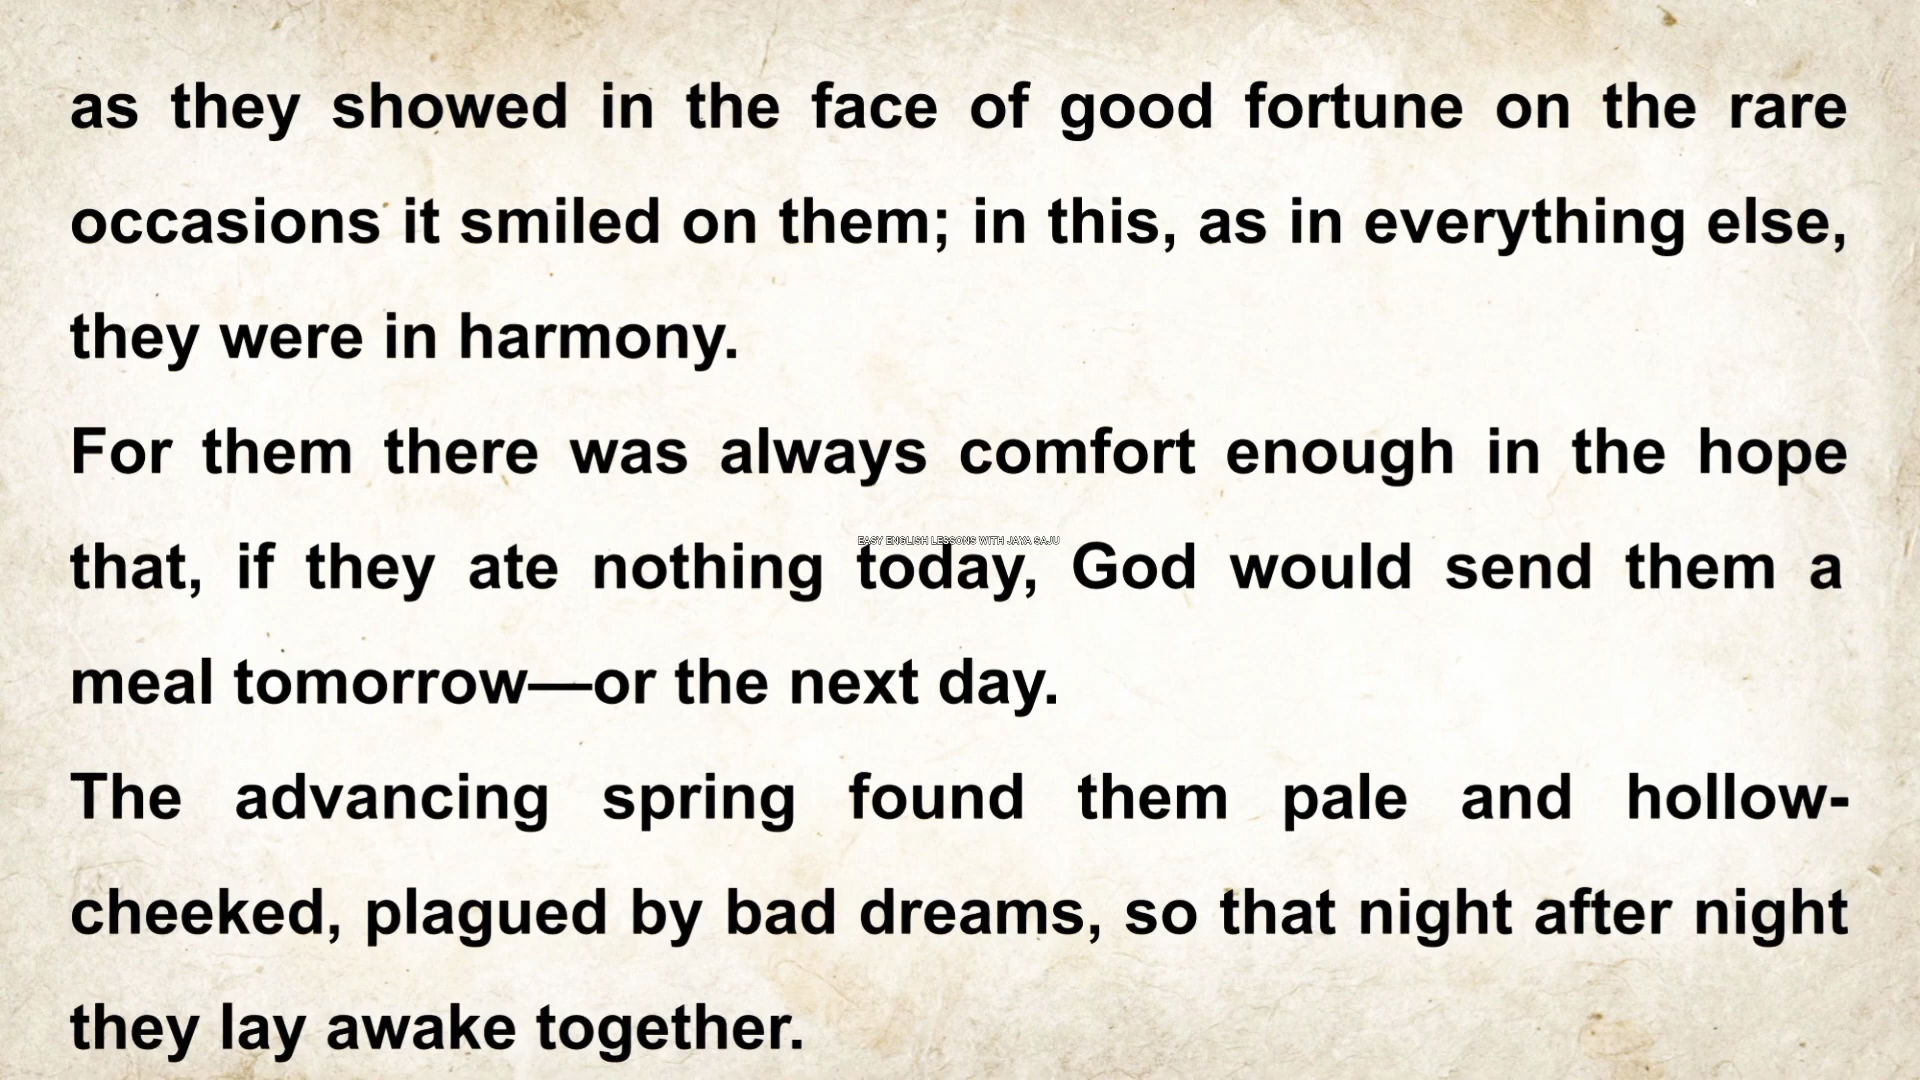 as they showed in the face of good fortune on the rare
occasions it smiled on them; in this, as in everything else,
they were in harmony.
For them there was always comfort enough in the hope
EASY ENGLISH LESSONS WITH JAYA SAJU
that, if they ate nothing today, God would send them a
meal tomorrow—or the next day.
The advancing spring found them pale and hollow-
cheeked, plagued by bad dreams, so that night after night
they lay awake together.